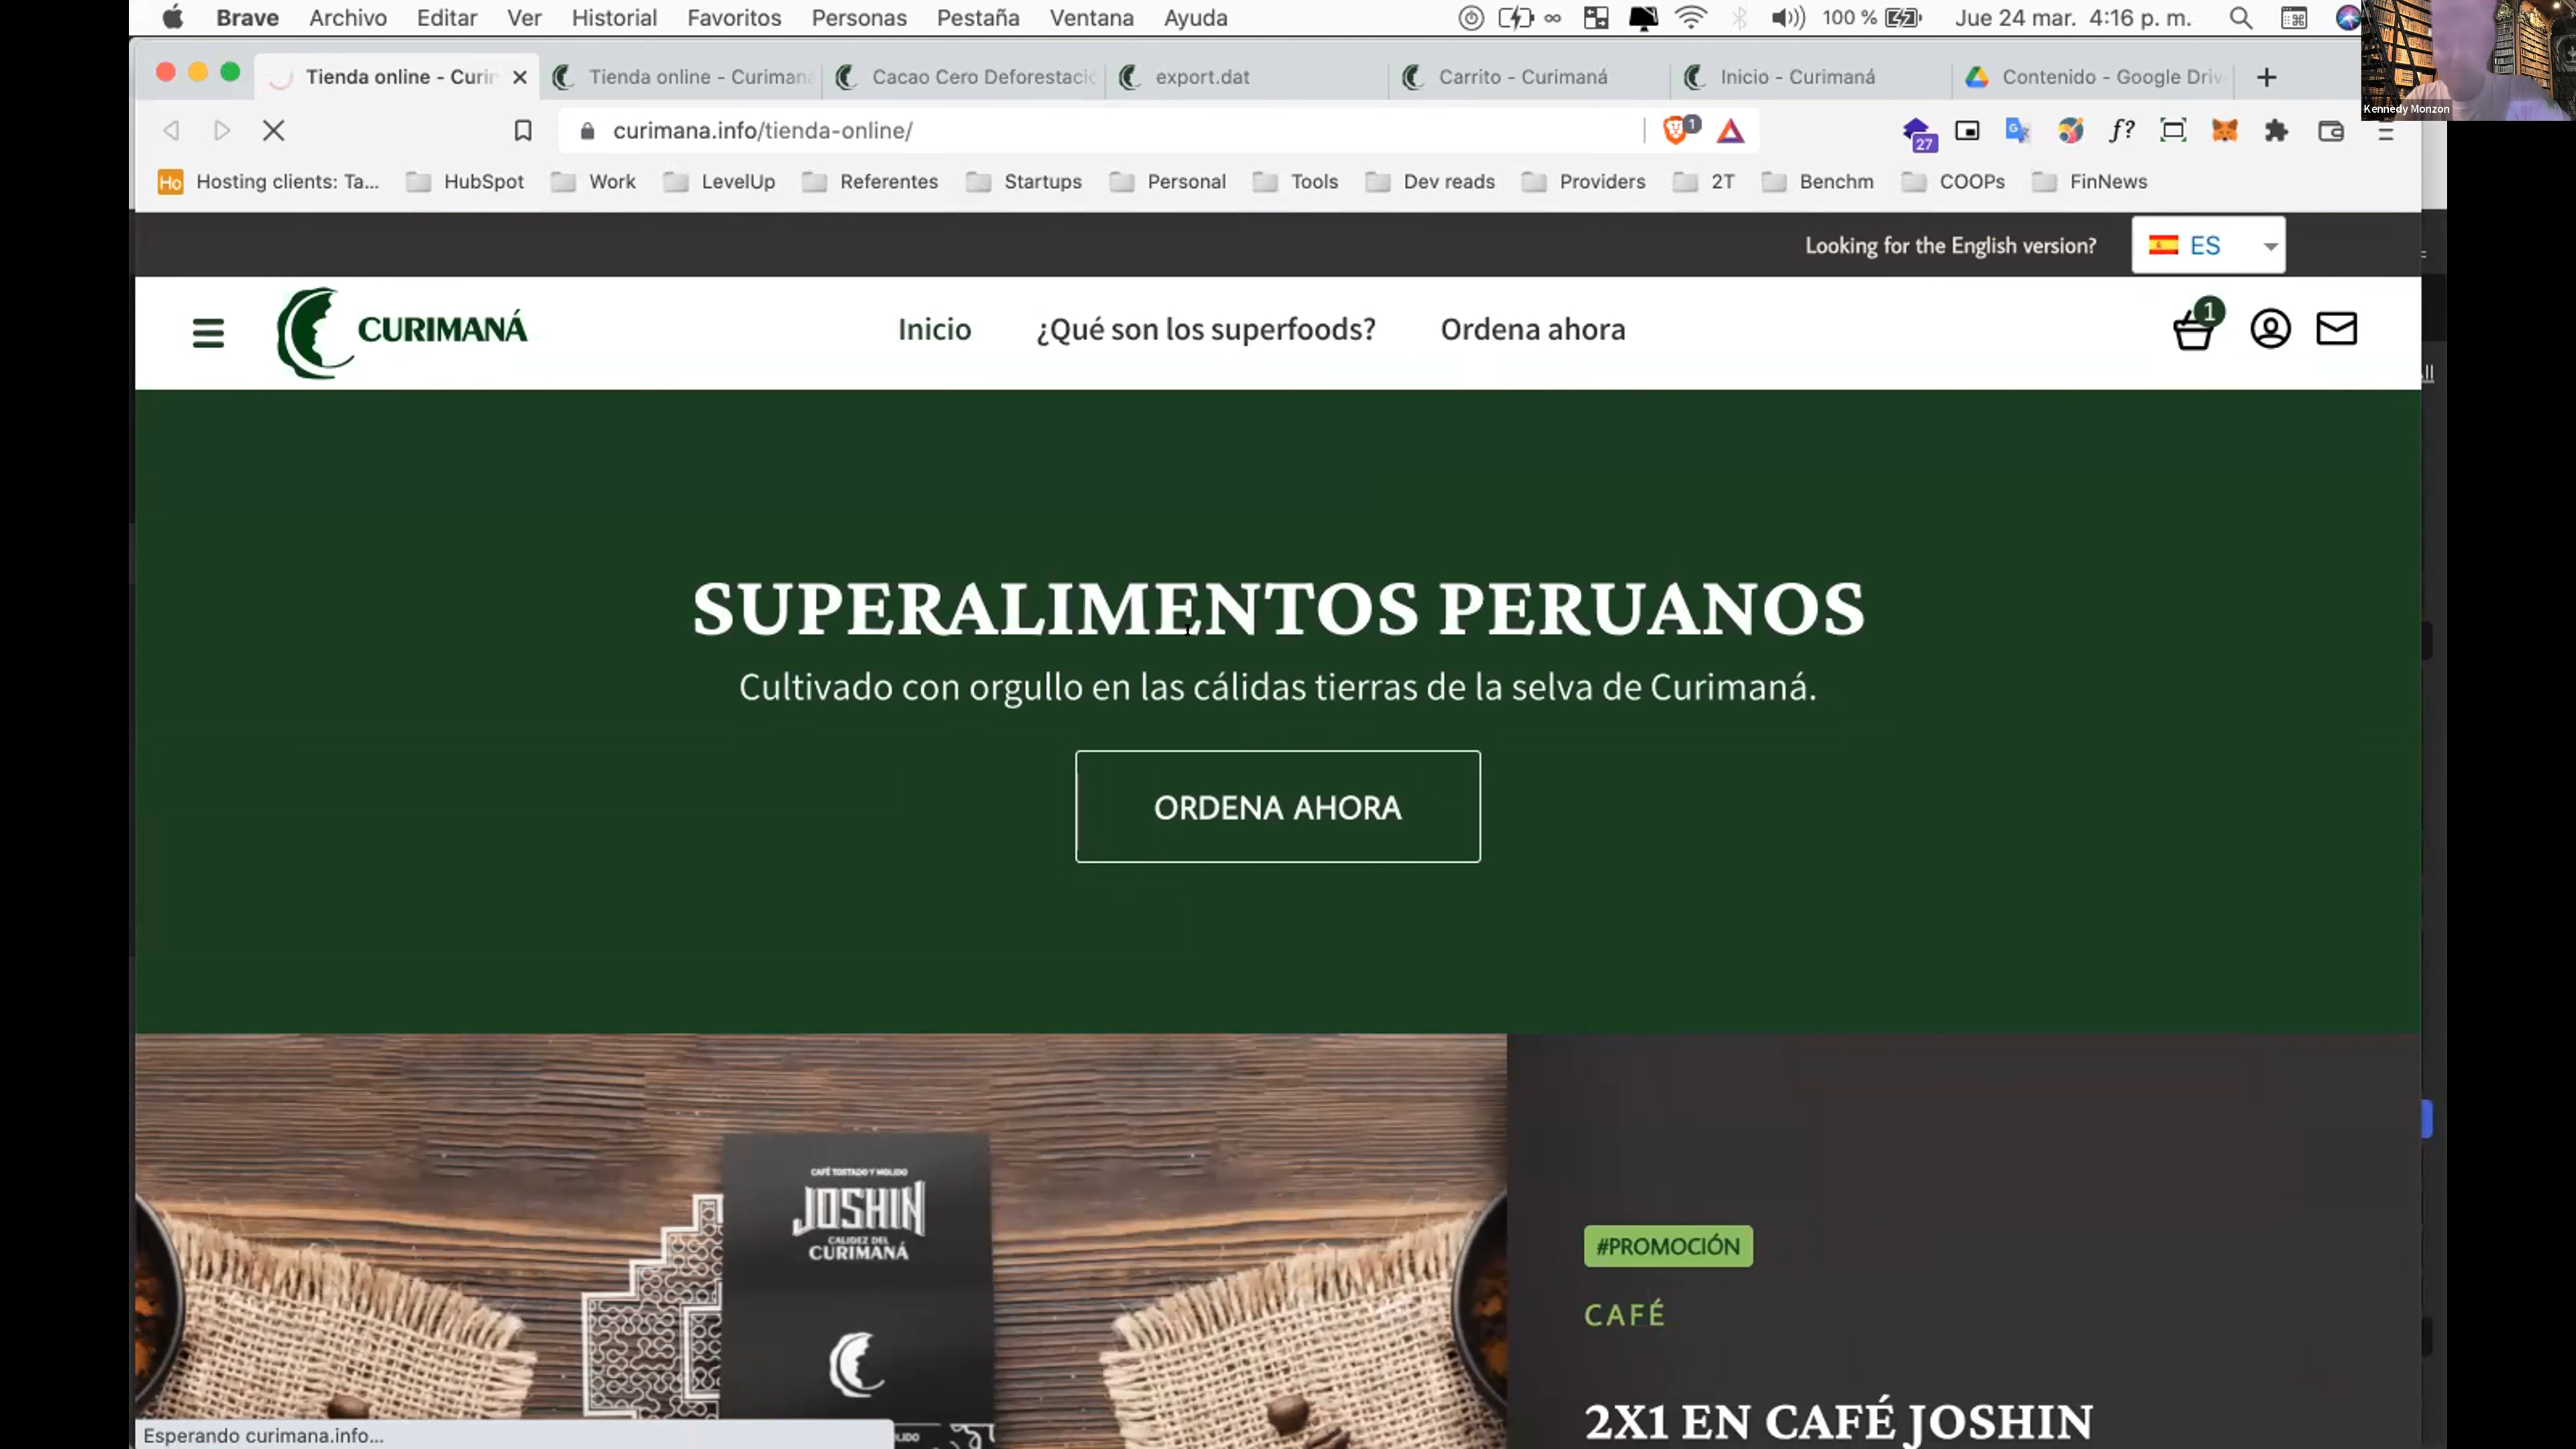 Brave Archivo Editar Ver Historial Favoritos Personas Pestaña Ventana Ayuda 100 % Jue 24 mar. 4:16 p. m.
Kennedy Monzon
Tienda online - Curim Tienda online - Curimaná Cacao Cero Deforestació export.dat Carrito - Curimaná Inicio - Curimaná Contenido - Google Driv
curimana.info/tienda-online/ 1 27 f?
Ho Hosting clients: Ta... HubSpot Work LevelUp Referentes Startups Personal Tools Dev reads Providers 2T Benchm COOPs FinNews
Looking for the English version? ES
CURIMANÁ Inicio ¿Qué son los superfoods? Ordena ahora 1
SUPERALIMENTOS PERUANOS
Cultivado con orgullo en las cálidas tierras de la selva de Curimaná.
ORDENA AHORA
CAFÉ TOSTADO Y MOLIDO
JOSHIN
CALIDEZ DEL
CURIMANÁ
#PROMOCIÓN
CAFÉ
2X1 EN CAFÉ JOSHIN
Esperando curimana.info...